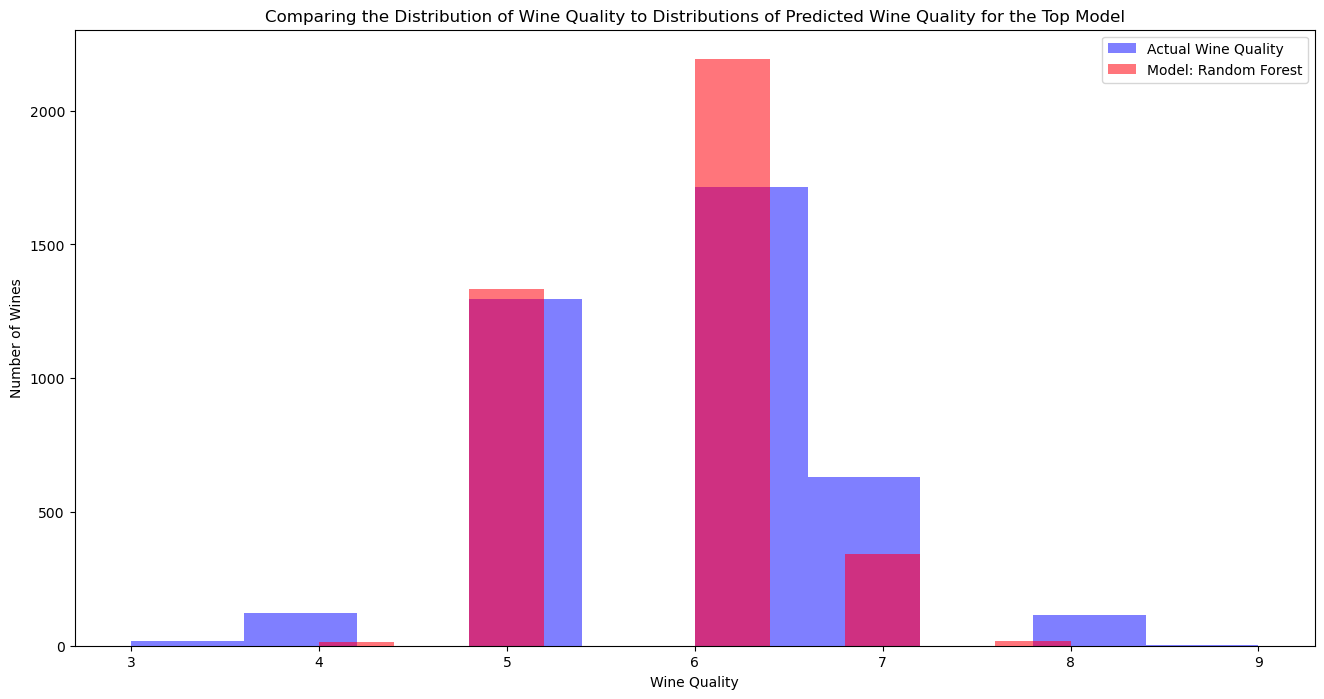 Comparing the Distribution of Wine Quality to Distributions of Predicted Wine Quality for the Top Model
Actual Wine Quality
Model: Random Forest
2000
1500
1000
500
0
Number of Wines
3 4 5 6 7 8 9
Wine Quality